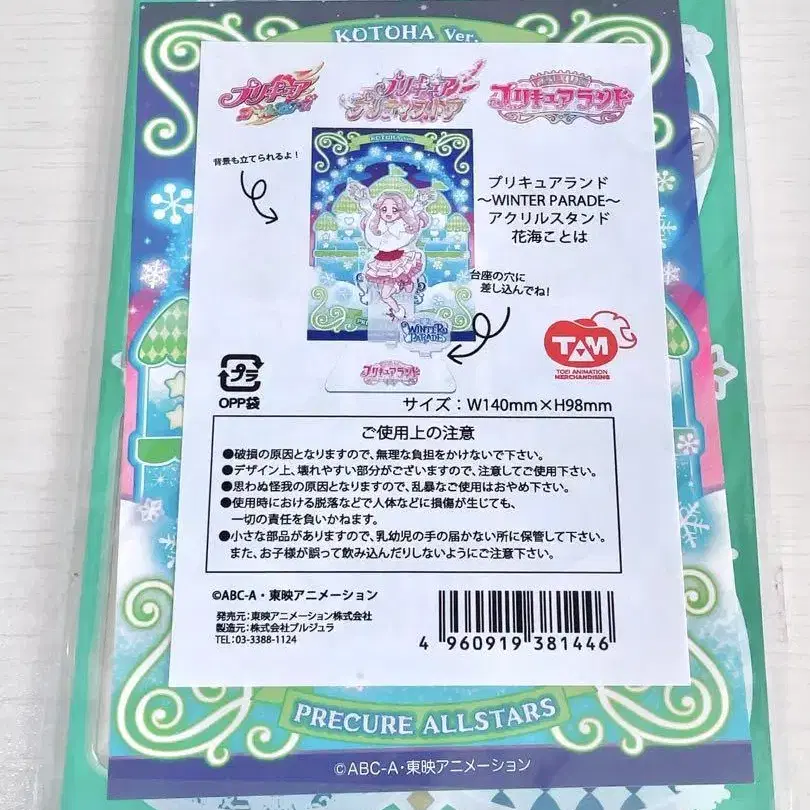 KOTOHA Ver.
プリキュア
オールスターズ
プリキュア
プリティストア
プリキュアランド
背景も立てられるよ!
KOTOHA Ver.
プリキュアランド
～WINTER PARADE～
アクリルスタンド
花海ことは
台座の穴に
差し込んでね!
PRECURE ALLSTARS
WINTER
PARADE
プリキュアランド
TAM
TOEI ANIMATION
MERCHANDISING
プラ
OPP袋
サイズ：W140mm×H98mm
ご使用上の注意
●破損の原因となりますので、無理な負担をかけないで下さい。
●デザイン上、壊れやすい部分がございますので、注意してご使用下さい。
●思わぬ怪我の原因となりますので、乱暴なご使用はおやめ下さい。
●使用時における脱落などで人体などに損傷が生じても、
一切の責任を負いかねます。
●小さな部品がありますので、乳幼児の手の届かない所に保管して下さい。
また、お子様が誤って飲み込んだりしないようにご注意下さい。
©ABC-A・東映アニメーション
発売元：東映アニメーション株式会社
製造元：株式会社プルジュラ
TEL：03-3388-1124
4 960919 381446
PRECURE ALLSTARS
©ABC-A・東映アニメーション